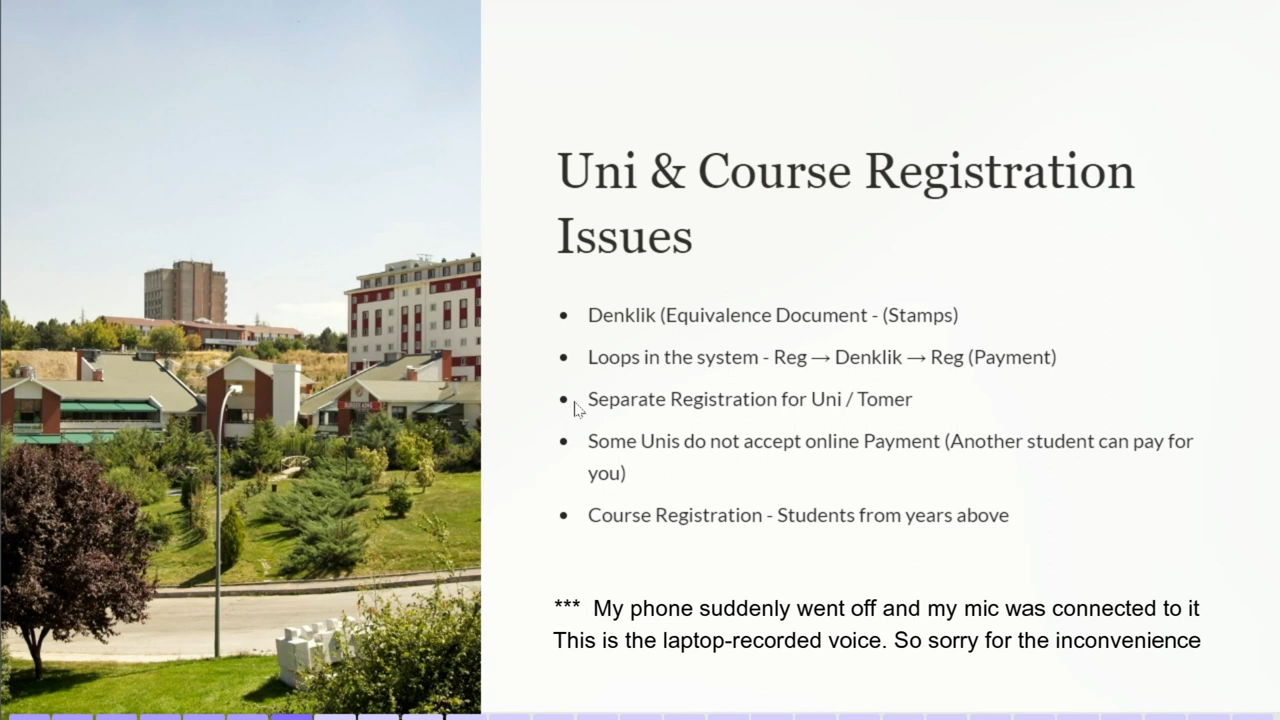 Uni & Course Registration
Issues
• Denklik (Equivalence Document - (Stamps)
• Loops in the system - Reg → Denklik → Reg (Payment)
• Separate Registration for Uni / Tomer
• Some Unis do not accept online Payment (Another student can pay for
you)
• Course Registration - Students from years above
*** My phone suddenly went off and my mic was connected to it
This is the laptop-recorded voice. So sorry for the inconvenience
BURGER KING